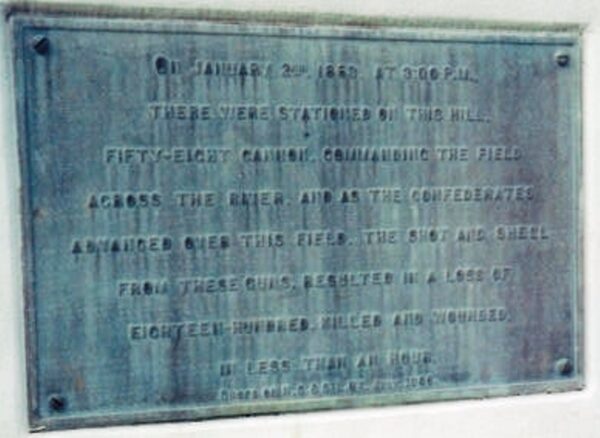 ON JANUARY 2ND 1863, AT 3:00 P.M.,
THERE WERE STATIONED ON THIS HILL,
FIFTY-EIGHT CANNON, COMMANDING THE FIELD
ACROSS THE RIVER, AND AS THE CONFEDERATES
ADVANCED OVER THIS FIELD, THE SHOT AND SHELL
FROM THESE GUNS, RESULTED IN A LOSS OF
EIGHTEEN-HUNDRED, KILLED AND WOUNDED,
IN LESS THAN AN HOUR.